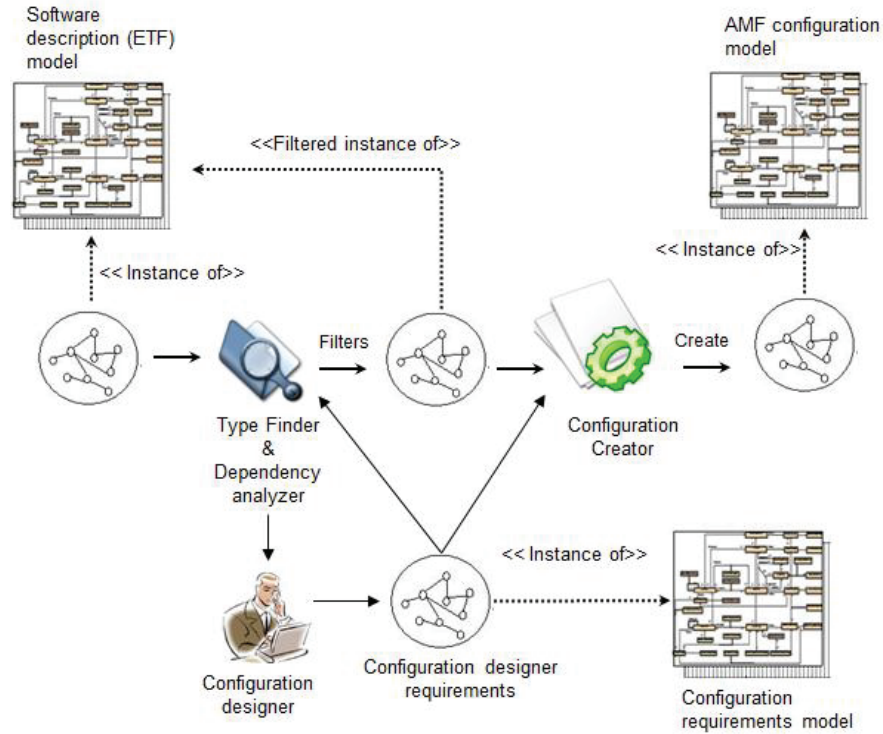 Software
description (ETF)
model
AMF configuration
model
<<Filtered instance of>>
<< Instance of>>
<< Instance of>>
Filters
Create
Type Finder
&
Dependency
analyzer
Configuration
Creator
<< Instance of>>
Configuration
designer
Configuration designer
requirements
Configuration
requirements model